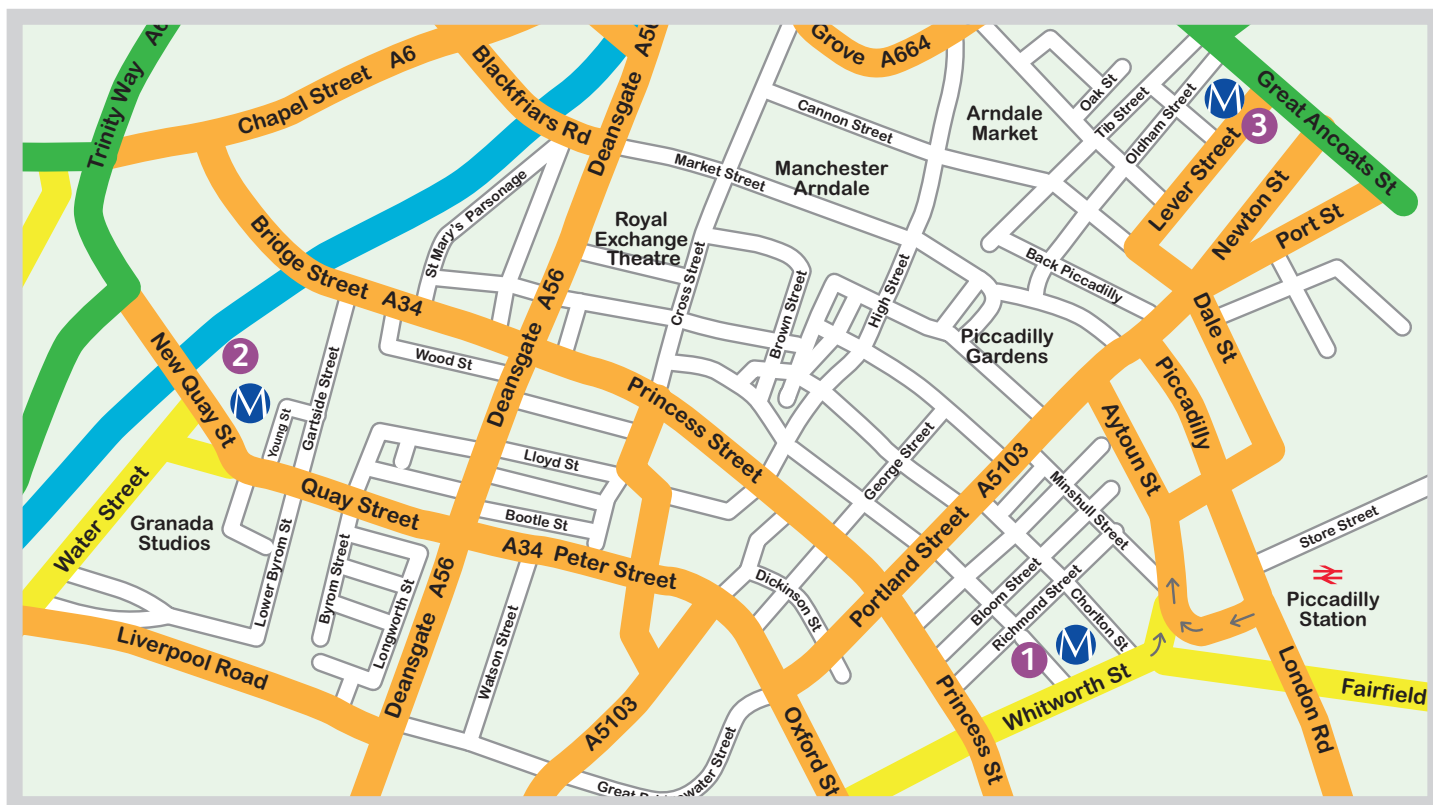 Trinity Way
A6
Chapel Street A6
Blackfriars Rd
Deansgate
A56
Grove A664
Great Ancoats St
Cannon Street
Arndale
Market
Oak St
Tib Street
Oldham Street
M
3
Lever Street
Newton St
Port St
Market Street
Manchester
Arndale
St Mary's Parsonage
Royal
Exchange
Theatre
Bridge Street A34
Deansgate A56
Cross Street
Brown Street
High Street
Back Piccadilly
Piccadilly
Gardens
Dale St
2
M
New Quay St
Young St
Gartside Street
Wood St
Princess Street
Piccadilly
Aytoun St
George Street
Lloyd St
Water Street
Granada
Studios
Quay Street
Bootle St
A34 Peter Street
Portland Street A5103
Minshull Street
Store Street
Lower Byrom St
Byrom Street
Longworth St
Deansgate A56
Watson Street
Dickinson St
Bloom Street
Richmond Street
Chorlton St
Piccadilly
Station
1
M
Liverpool Road
A5103
Oxford St
Princess St
Whitworth St
London Rd
Fairfield
Great
Street